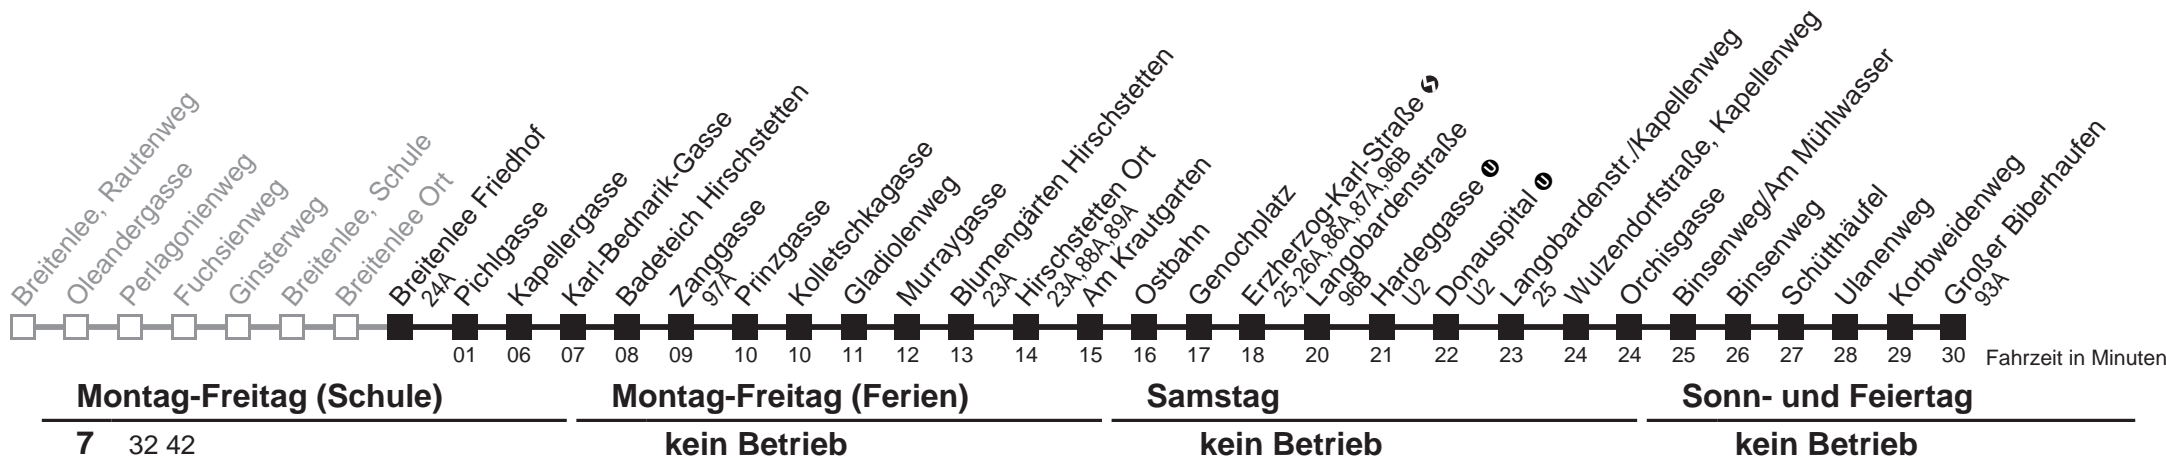 Breitenlee, Rautenweg
Oleandergasse
Perlagonienweg
Fuchsienweg
Ginsterweg
Breitenlee, Schule
Breitenlee Ort
Breitenlee Friedhof
24A
Pichlgasse
Kapellergasse
Karl-Bednarik-Gasse
Badeteich Hirschstetten
Zanggasse
97A
Prinzgasse
Kolletschkagasse
Gladiolenweg
Murraygasse
Blumengärten Hirschstetten
23A
Hirschstetten Ort
23A,88A,89A
Am Krautgarten
Ostbahn
Genochplatz
Erzherzog-Karl-Straße
25,26A,86A,87A,96B
Langobardenstraße
96B
Hardeggasse U
U2
Donauspital U
U2
Langobardenstr./Kapellenweg
25
Wulzendorfstraße, Kapellenweg
Orchisgasse
Binsenweg/Am Mühlwasser
Binsenweg
Schütthäufel
Ulanenweg
Korbweidenweg
Großer Biberhaufen
93A
01 06 07 08 09 10 10 11 12 13 14 15 16 17 18 20 21 22 23 24 24 25 26 27 28 29 30 Fahrzeit in Minuten
Montag-Freitag (Schule) Montag-Freitag (Ferien) Samstag Sonn- und Feiertag
7 32 42 kein Betrieb kein Betrieb kein Betrieb